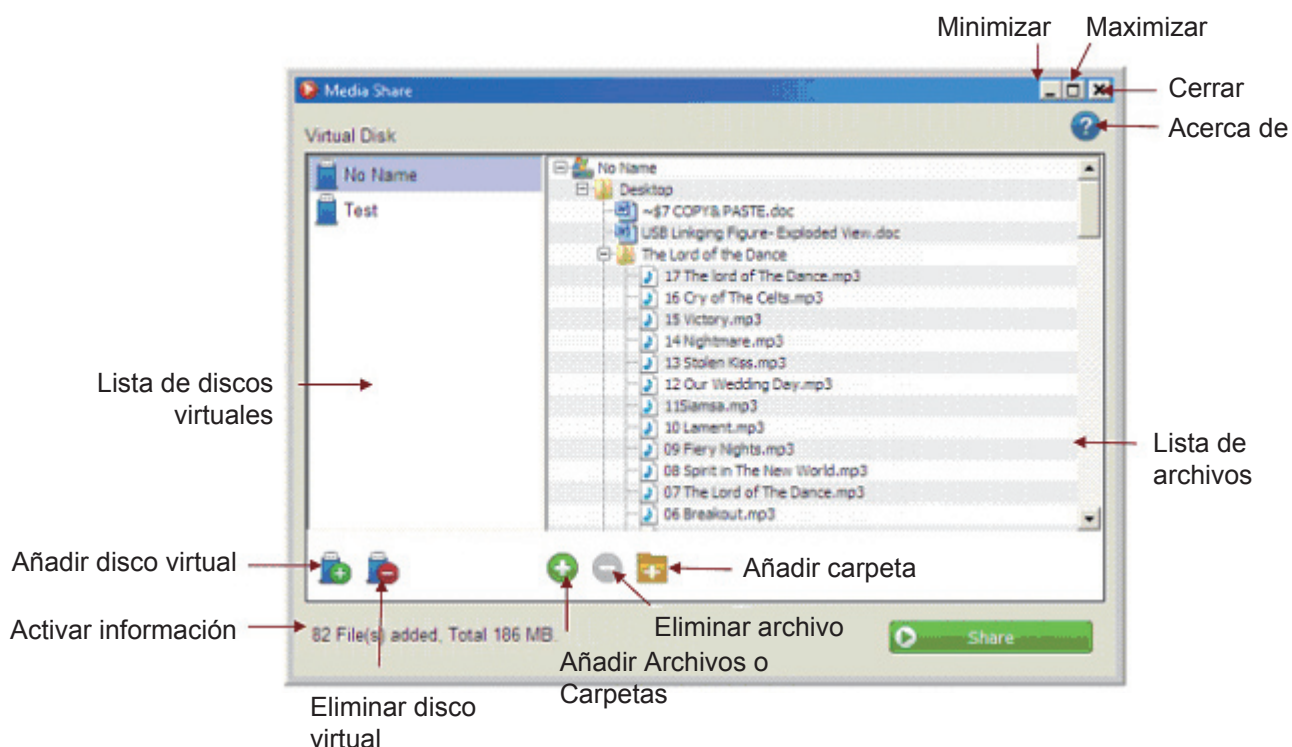 Minimizar
Maximizar
Media Share
Cerrar
Virtual Disk
Acerca de
No Name
Test
No Name
Desktop
~$7 COPY& PASTE.doc
USB Linkging Figure- Exploded View.doc
The Lord of the Dance
17 The lord of The Dance.mp3
16 Cry of The Celts.mp3
15 Victory.mp3
14 Nightmare.mp3
13 Stolen Kiss.mp3
12 Our Wedding Day.mp3
11Siamsa.mp3
10 Lament.mp3
09 Fiery Nights.mp3
08 Spirit in The New World.mp3
07 The Lord of The Dance.mp3
06 Breakout.mp3
Lista de discos
virtuales
Lista de
archivos
Añadir disco virtual
Añadir carpeta
Activar información
82 File(s) added, Total 186 MB.
Eliminar archivo
Share
Añadir Archivos o
Carpetas
Eliminar disco
virtual